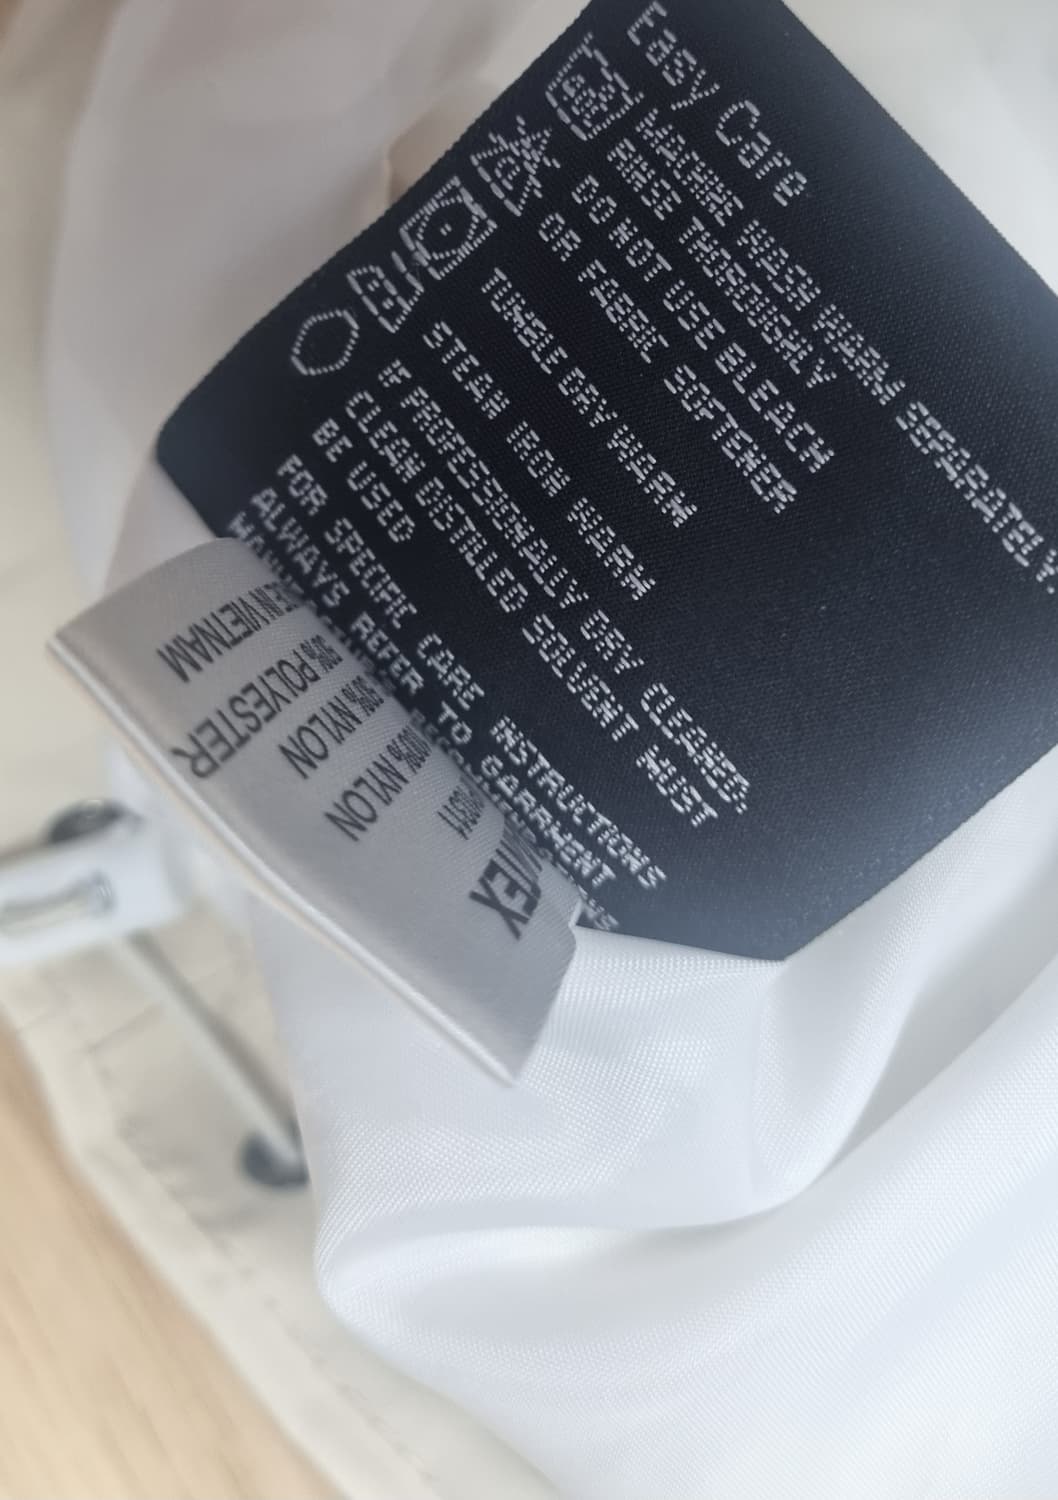 Easy Care
MACHINE WASH WARM SEPARATELY.
RINSE THOROUGHLY
DO NOT USE BLEACH
OR FABRIC SOFTENER
TUMBLE DRY WARM
STEAM IRON WARM
IF PROFESSIONALLY DRY CLEANED,
CLEAN DISTILLED SOLVENT MUST
BE USED
FOR SPECIFIC CARE INSTRUCTIONS
ALWAYS REFER TO GARMENT
100% NYLON
NYLON
POLYESTER
IN VIETNAM